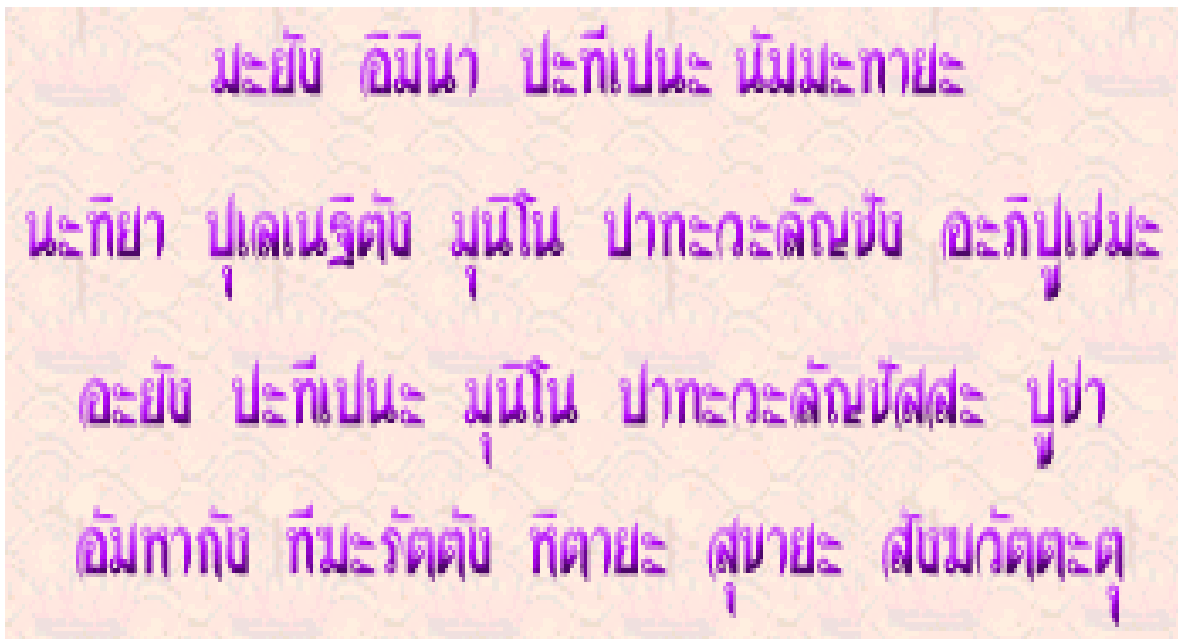 มะยัง อิมินา ปะทีเปนะ นัมมะทายะ
นะทิยา ปุเลเนฐิตัง มุนิโน ปาทะวะลัญชัง อะภิปูเชมะ
อะยัง ปะทีเปนะ มุนิโน ปาทะวะลัญชัสสะ ปูชา
อัมหากัง ทีฆะรัตตัง หิตายะ สุขายะ สังฆวัตตะตุ